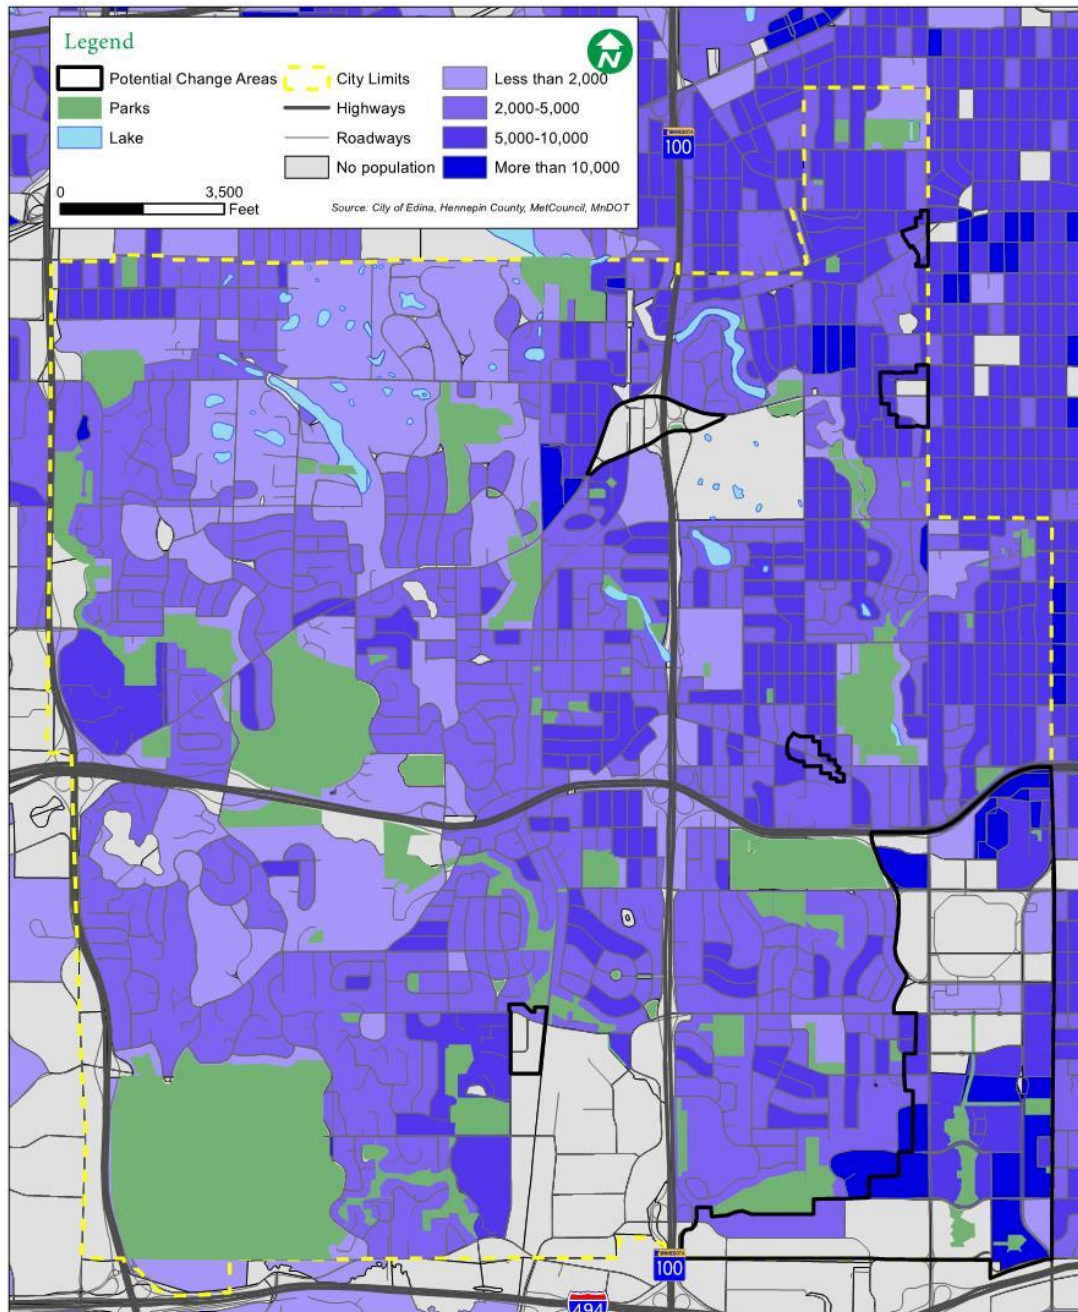 Legend
N
Potential Change Areas
Parks
Lake
City Limits
Highways
Roadways
No population
Less than 2,000
2,000-5,000
5,000-10,000
More than 10,000
0 3,500
Feet
Source: City of Edina, Hennepin County, MetCouncil, MnDOT
MINNESOTA
100
MINNESOTA
100
494